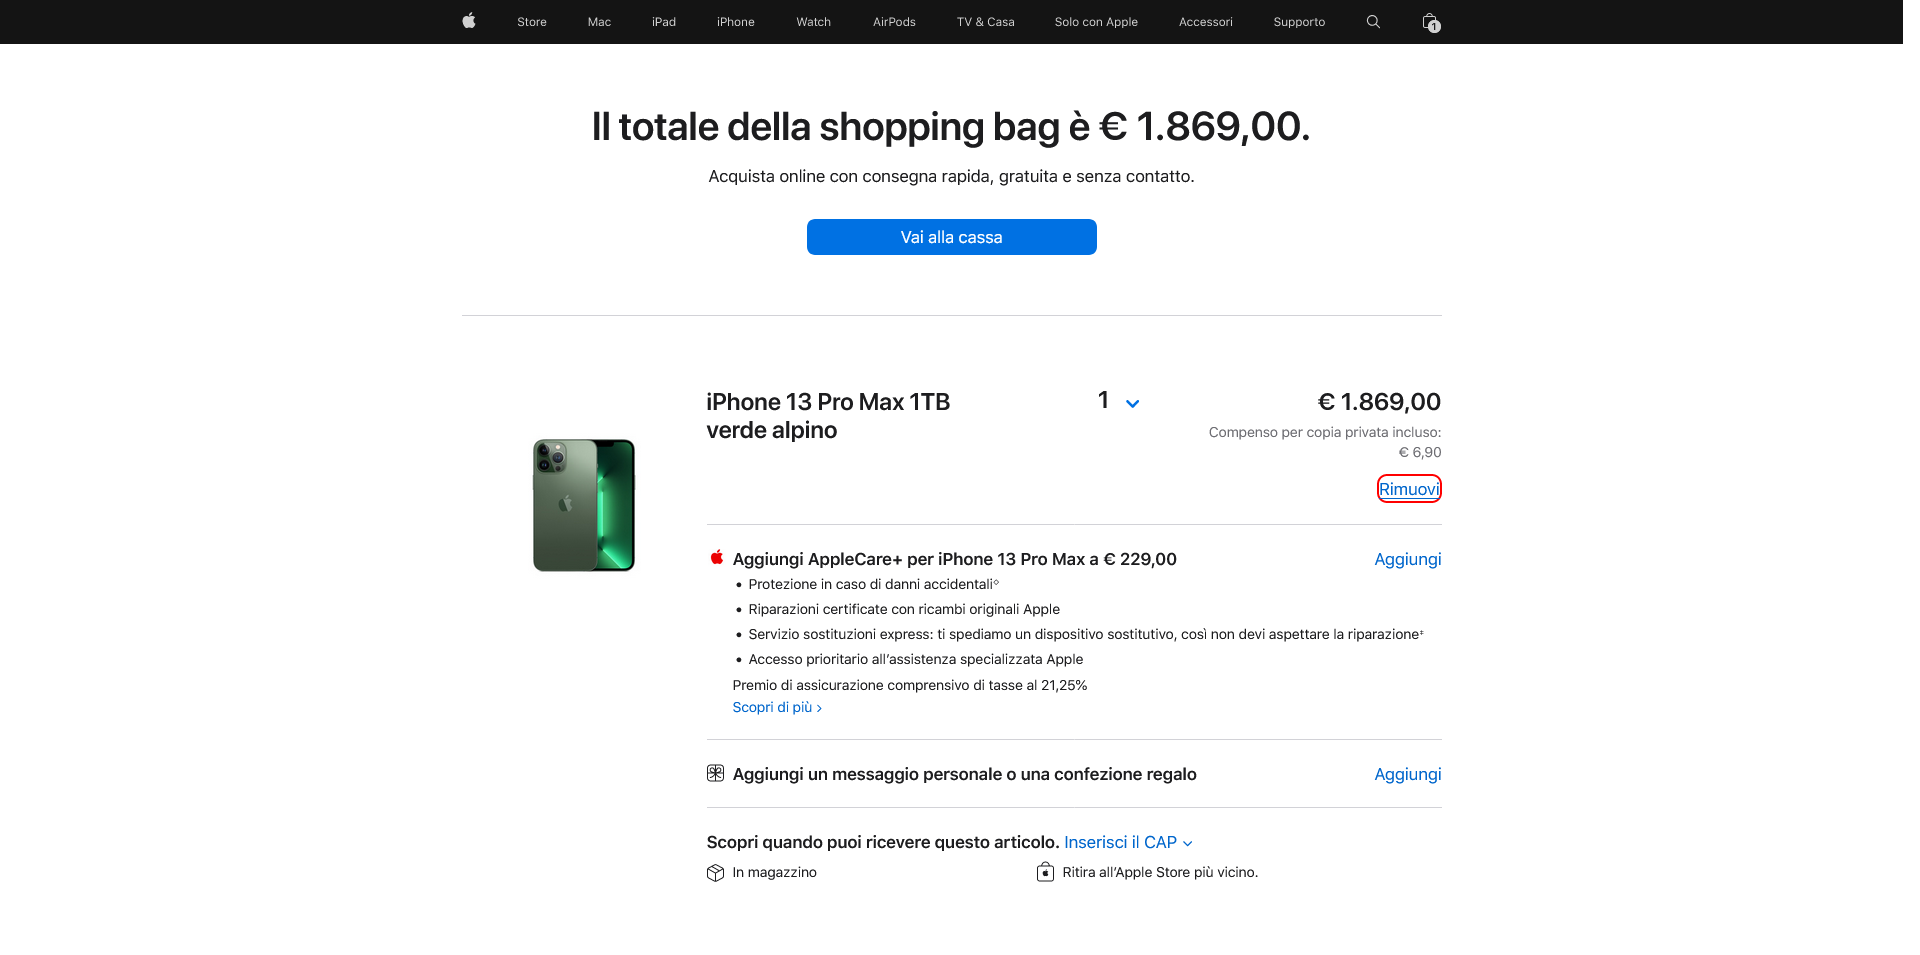 Store Mac iPad iPhone Watch AirPods TV & Casa Solo con Apple Accessori Supporto 1
Il totale della shopping bag è € 1.869,00.
Acquista online con consegna rapida, gratuita e senza contatto.
Vai alla cassa
iPhone 13 Pro Max 1TB
verde alpino
1
€ 1.869,00
Compenso per copia privata incluso:
€ 6,90
Rimuovi
Aggiungi AppleCare+ per iPhone 13 Pro Max a € 229,00 Aggiungi
• Protezione in caso di danni accidentali◊
• Riparazioni certificate con ricambi originali Apple
• Servizio sostituzioni express: ti spediamo un dispositivo sostitutivo, così non devi aspettare la riparazione‡
• Accesso prioritario all’assistenza specializzata Apple
Premio di assicurazione comprensivo di tasse al 21,25%
Scopri di più ›
Aggiungi un messaggio personale o una confezione regalo Aggiungi
Scopri quando puoi ricevere questo articolo. Inserisci il CAP
In magazzino
Ritira all’Apple Store più vicino.